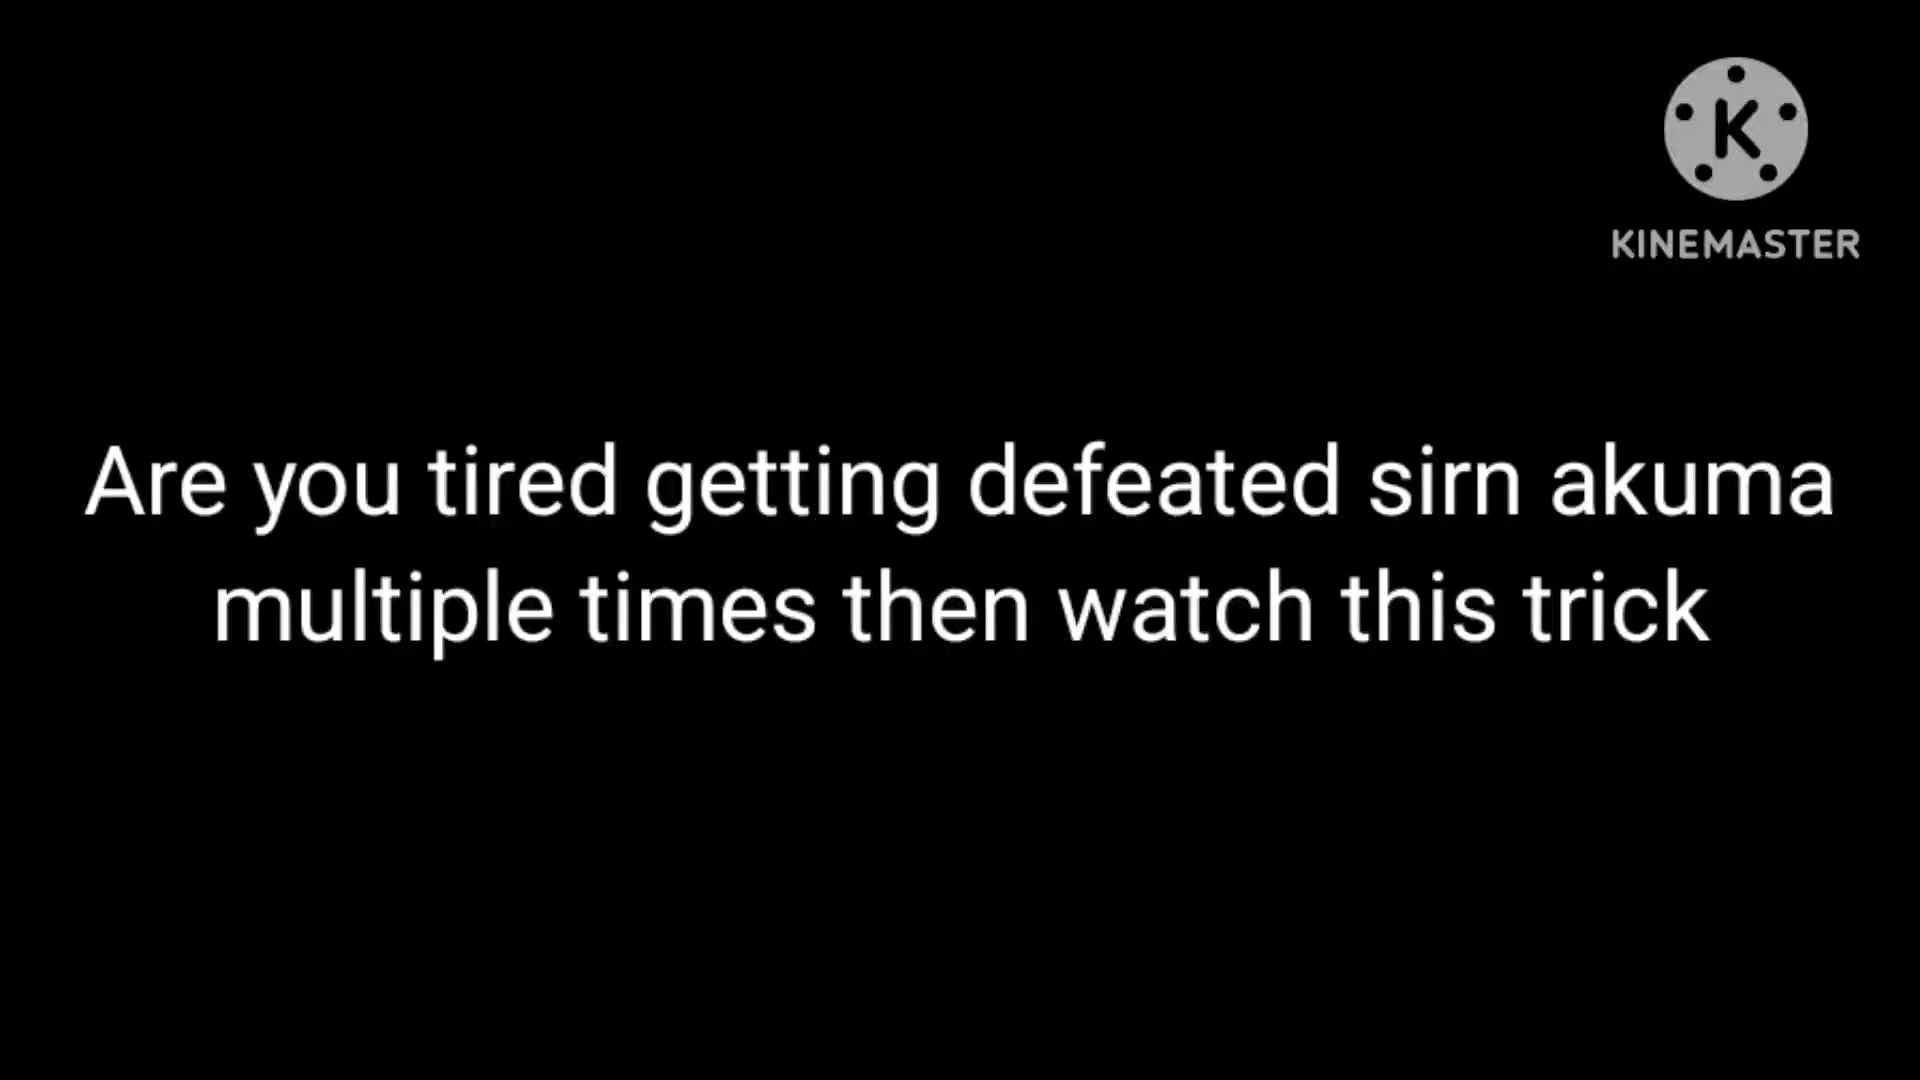 K
KINEMASTER
Are you tired getting defeated sirn akuma
multiple times then watch this trick